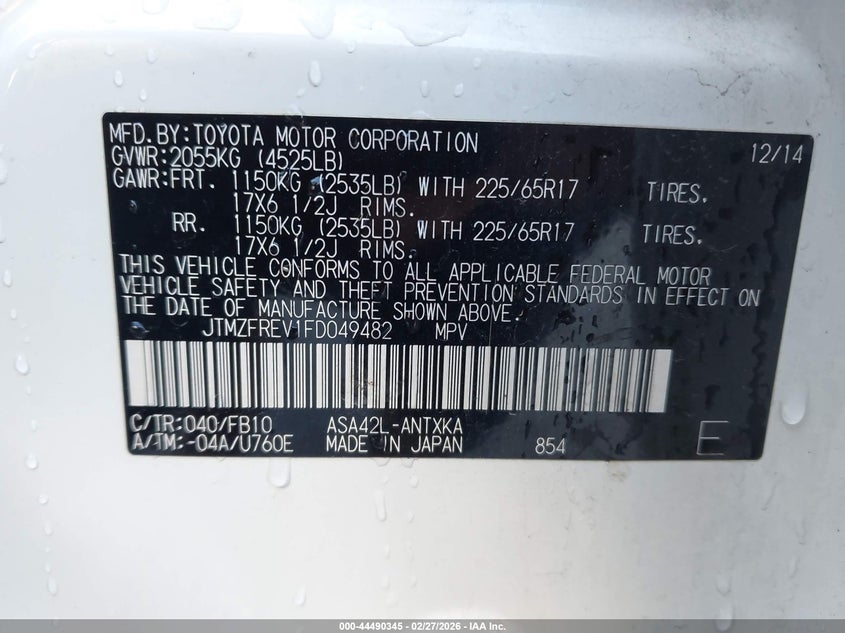 MFD.BY:TOYOTA MOTOR CORPORATION 12/14
GVWR:2055KG (4525LB)
GAWR:FRT. 1150KG (2535LB) WITH 225/65R17 TIRES.
17X6 1/2J RIMS.
RR. 1150KG (2535LB) WITH 225/65R17 TIRES.
17X6 1/2J RIMS.
THIS VEHICLE CONFORMS TO ALL APPLICABLE FEDERAL MOTOR
VEHICLE SAFETY AND THEFT PREVENTION STANDARDS IN EFFECT ON
THE DATE OF MANUFACTURE SHOWN ABOVE.
JTMZFREV1FD049482 MPV
C/TR:040/FB10 ASA42L-ANTXKA
A/TM:-04A/U760E MADE IN JAPAN 854 E
000-44490345 - 02/27/2026 - IAA Inc.